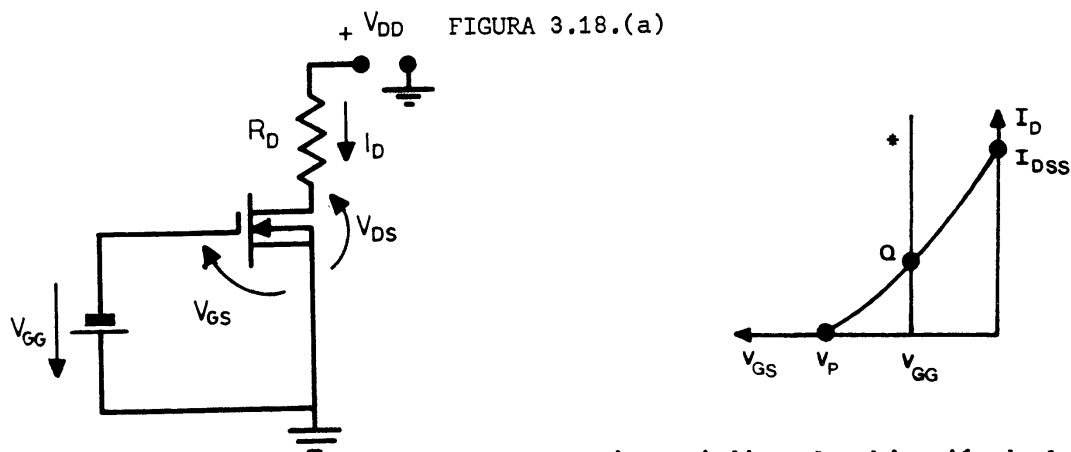 FIGURA 3.18.(a)
+ VDD
RD
ID
VDS
VGS
VGG
*
ID
IDSS
Q
VGS
VP
VGG